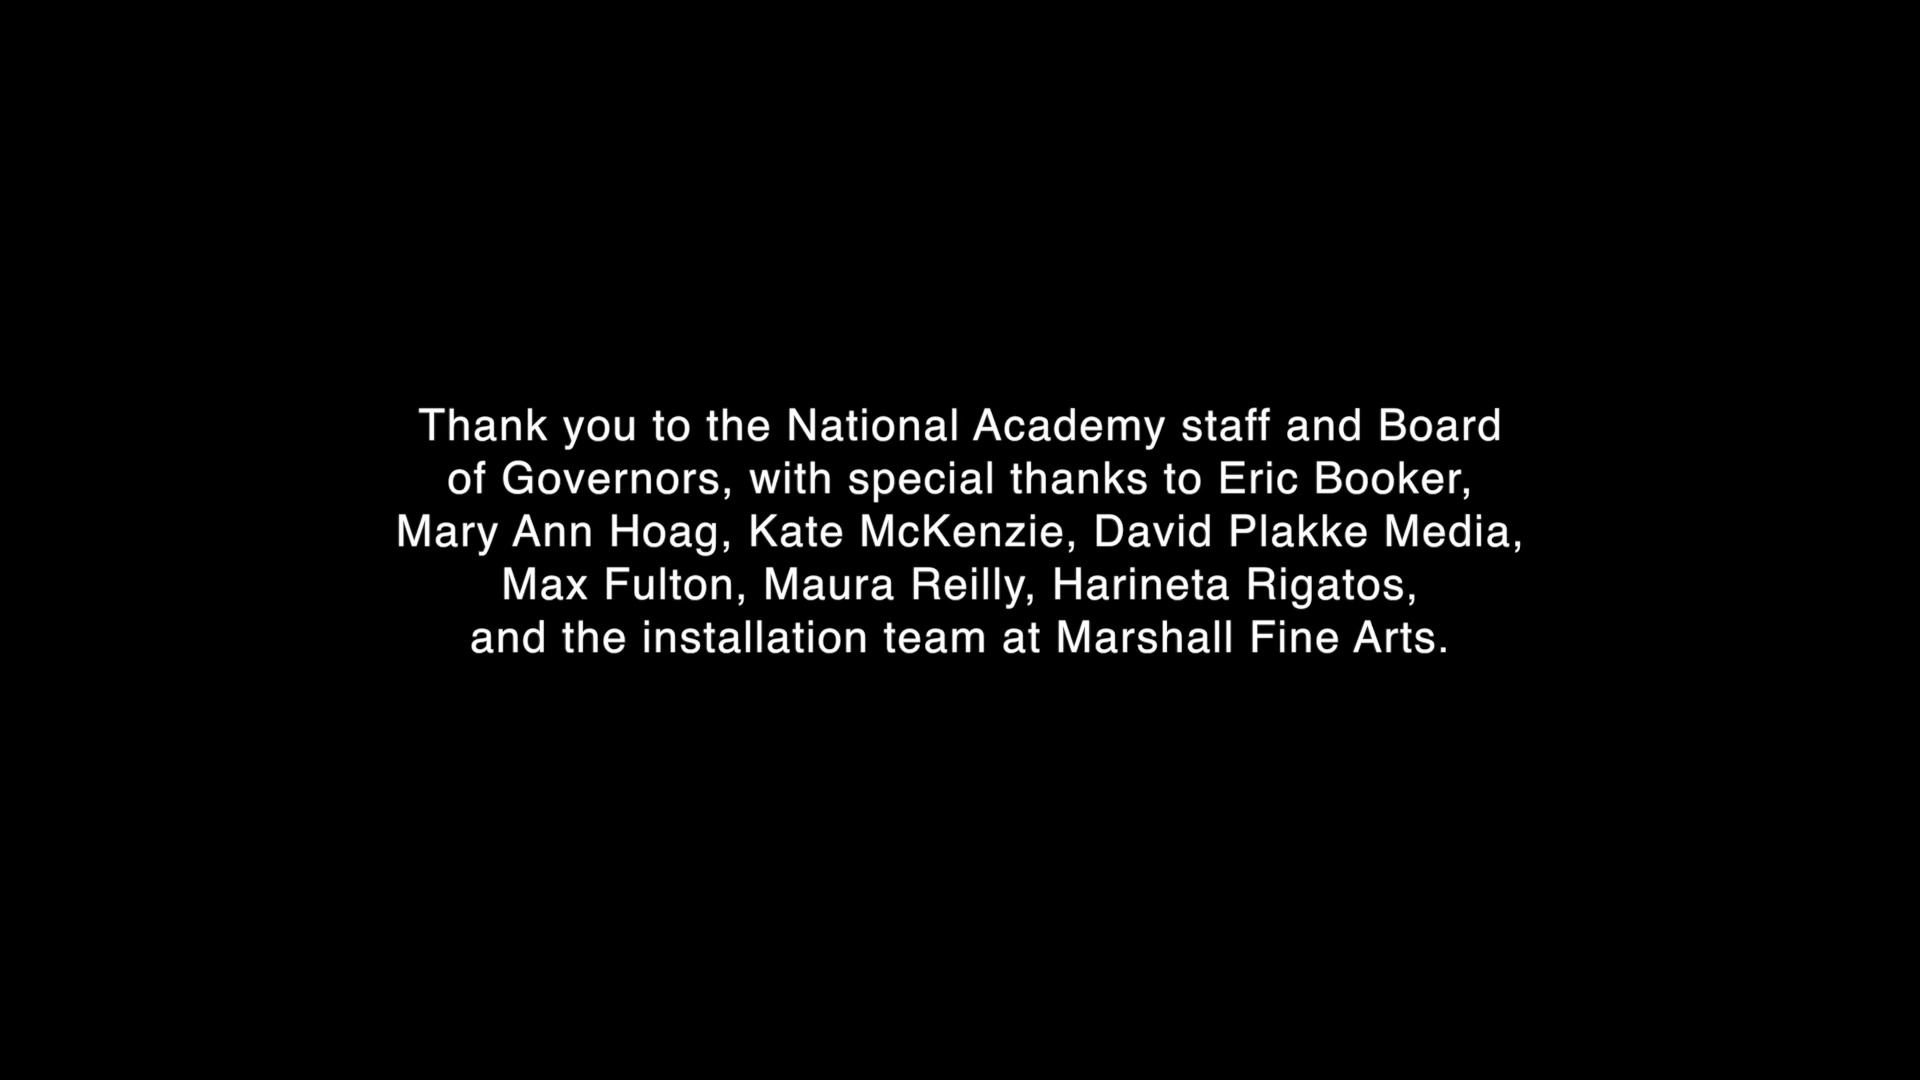 Thank you to the National Academy staff and Board
of Governors, with special thanks to Eric Booker,
Mary Ann Hoag, Kate McKenzie, David Plakke Media,
Max Fulton, Maura Reilly, Harineta Rigatos,
and the installation team at Marshall Fine Arts.